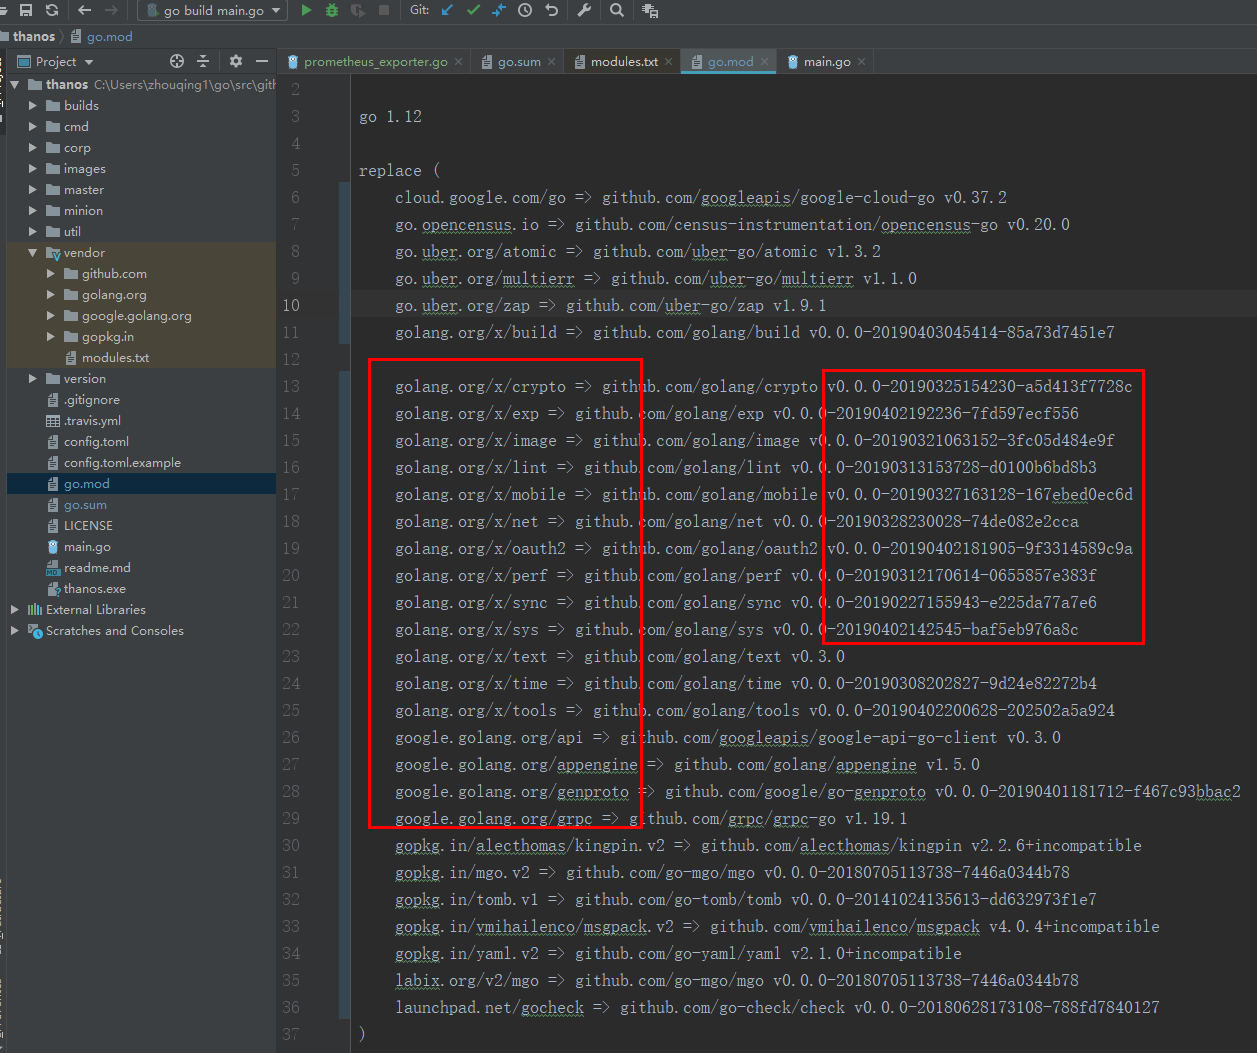 go build main.go
Git:
thanos
go.mod
Project
prometheus_exporter.go
go.sum
modules.txt
go.mod
main.go
thanos C:\Users\zhouqing1\go\src\gith
builds
cmd
corp
images
master
minion
util
vendor
github.com
golang.org
google.golang.org
gopkg.in
modules.txt
version
.gitignore
.travis.yml
config.toml
config.toml.example
go.mod
go.sum
LICENSE
main.go
readme.md
thanos.exe
External Libraries
Scratches and Consoles
2
3 go 1.12
4
5 replace (
6 cloud.google.com/go => github.com/googleapis/google-cloud-go v0.37.2
7 go.opencensus.io => github.com/census-instrumentation/opencensus-go v0.20.0
8 go.uber.org/atomic => github.com/uber-go/atomic v1.3.2
9 go.uber.org/multierr => github.com/uber-go/multierr v1.1.0
10 go.uber.org/zap => github.com/uber-go/zap v1.9.1
11 golang.org/x/build => github.com/golang/build v0.0.0-20190403045414-85a73d7451e7
12
13 golang.org/x/crypto => github.com/golang/crypto v0.0.0-20190325154230-a5d413f7728c
14 golang.org/x/exp => github.com/golang/exp v0.0.0-20190402192236-7fd597ecf556
15 golang.org/x/image => github.com/golang/image v0.0.0-20190321063152-3fc05d484e9f
16 golang.org/x/lint => github.com/golang/lint v0.0.0-20190313153728-d0100b6bd8b3
17 golang.org/x/mobile => github.com/golang/mobile v0.0.0-20190327163128-167ebed0ec6d
18 golang.org/x/net => github.com/golang/net v0.0.0-20190328230028-74de082e2cca
19 golang.org/x/oauth2 => github.com/golang/oauth2 v0.0.0-20190402181905-9f3314589c9a
20 golang.org/x/perf => github.com/golang/perf v0.0.0-20190312170614-0655857e383f
21 golang.org/x/sync => github.com/golang/sync v0.0.0-20190227155943-e225da77a7e6
22 golang.org/x/sys => github.com/golang/sys v0.0.0-20190402142545-baf5eb976a8c
23 golang.org/x/text => github.com/golang/text v0.3.0
24 golang.org/x/time => github.com/golang/time v0.0.0-20190308202827-9d24e82272b4
25 golang.org/x/tools => github.com/golang/tools v0.0.0-20190402200628-202502a5a924
26 google.golang.org/api => github.com/googleapis/google-api-go-client v0.3.0
27 google.golang.org/appengine => github.com/golang/appengine v1.5.0
28 google.golang.org/genproto => github.com/google/go-genproto v0.0.0-20190401181712-f467c93bbac2
29 google.golang.org/grpc => github.com/grpc/grpc-go v1.19.1
30 gopkg.in/alecthomas/kingpin.v2 => github.com/alecthomas/kingpin v2.2.6+incompatible
31 gopkg.in/mgo.v2 => github.com/go-mgo/mgo v0.0.0-20180705113738-7446a0344b78
32 gopkg.in/tomb.v1 => github.com/go-tomb/tomb v0.0.0-20141024135613-dd632973f1e7
33 gopkg.in/vmihailenco/msgpack.v2 => github.com/vmihailenco/msgpack v4.0.4+incompatible
34 gopkg.in/yaml.v2 => github.com/go-yaml/yaml v2.1.0+incompatible
35 labix.org/v2/mgo => github.com/go-mgo/mgo v0.0.0-20180705113738-7446a0344b78
36 launchpad.net/gocheck => github.com/go-check/check v0.0.0-20180628173108-788fd7840127
37 )